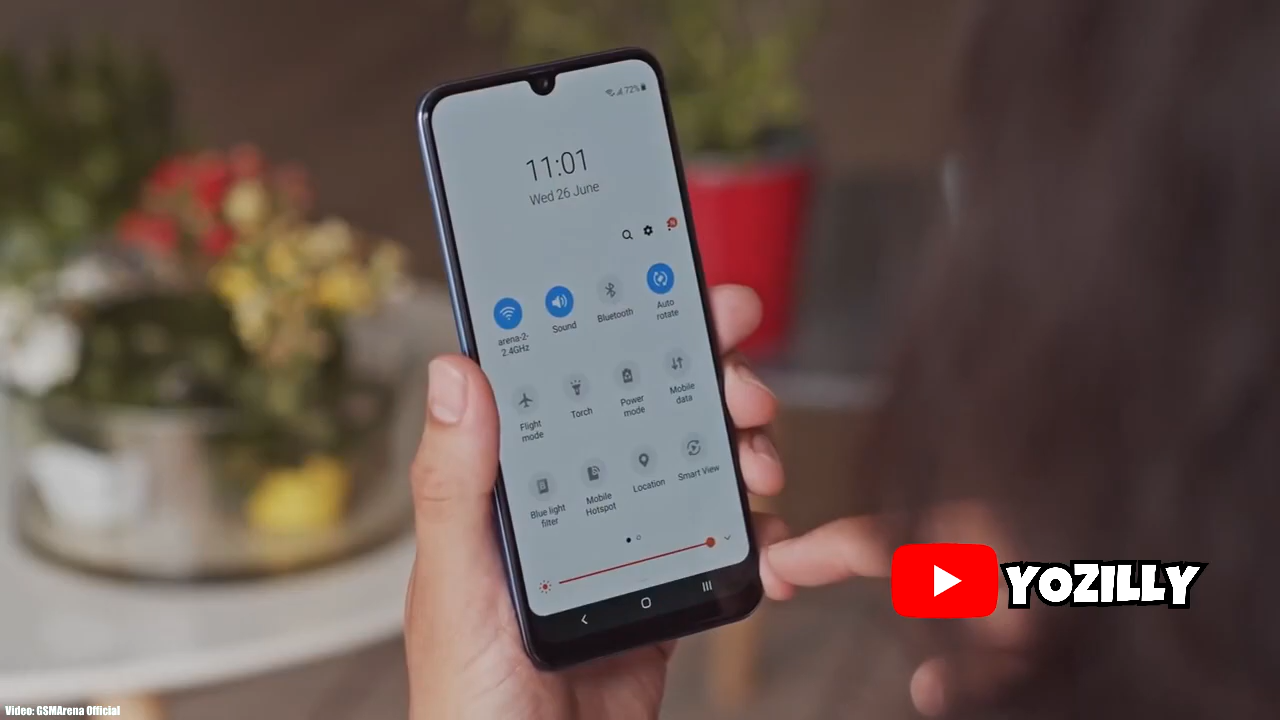 72%
11:01
Wed 26 June
arena-2-
2.4GHz
Sound
Bluetooth
Auto
rotate
Flight
mode
Torch
Power
mode
Mobile
data
Blue light
filter
Mobile
Hotspot
Location
Smart View
YOZILLY
Video: GSMArena Official